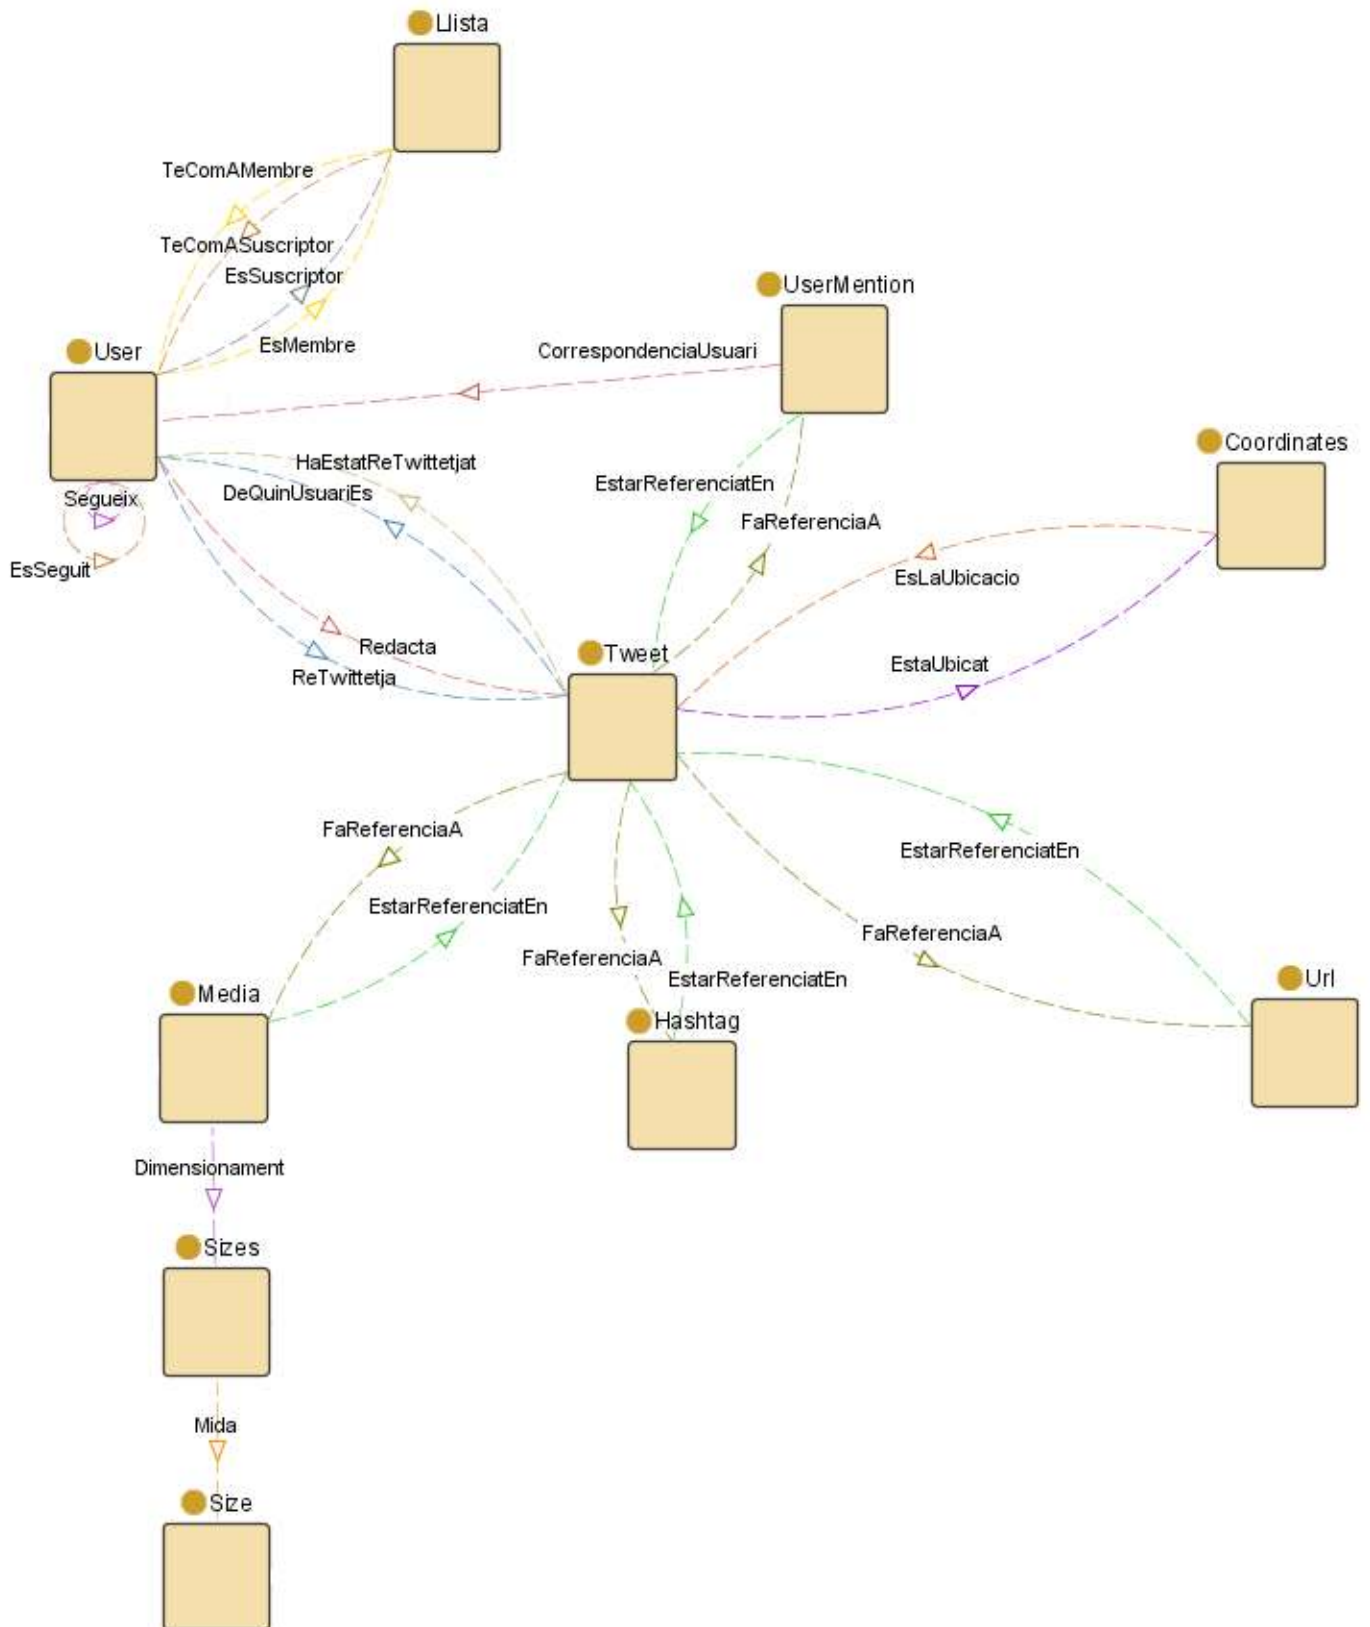 Llista
TeComAMembre
TeComASuscriptor
EsSuscriptor
EsMembre
UserMention
User
CorrespondenciaUsuari
Coordinates
HaEstatReTwittetjat
DeQuinUsuariEs
Segueix
EsSeguit
EstarReferenciatEn
FaReferenciaA
EsLaUbicacio
Redacta
ReTwittetja
Tweet
EstaUbicat
FaReferenciaA
EstarReferenciatEn
EstarReferenciatEn
FaReferenciaA
FaReferenciaA
EstarReferenciatEn
Url
Media
Hashtag
Dimensionament
Sizes
Mida
Size